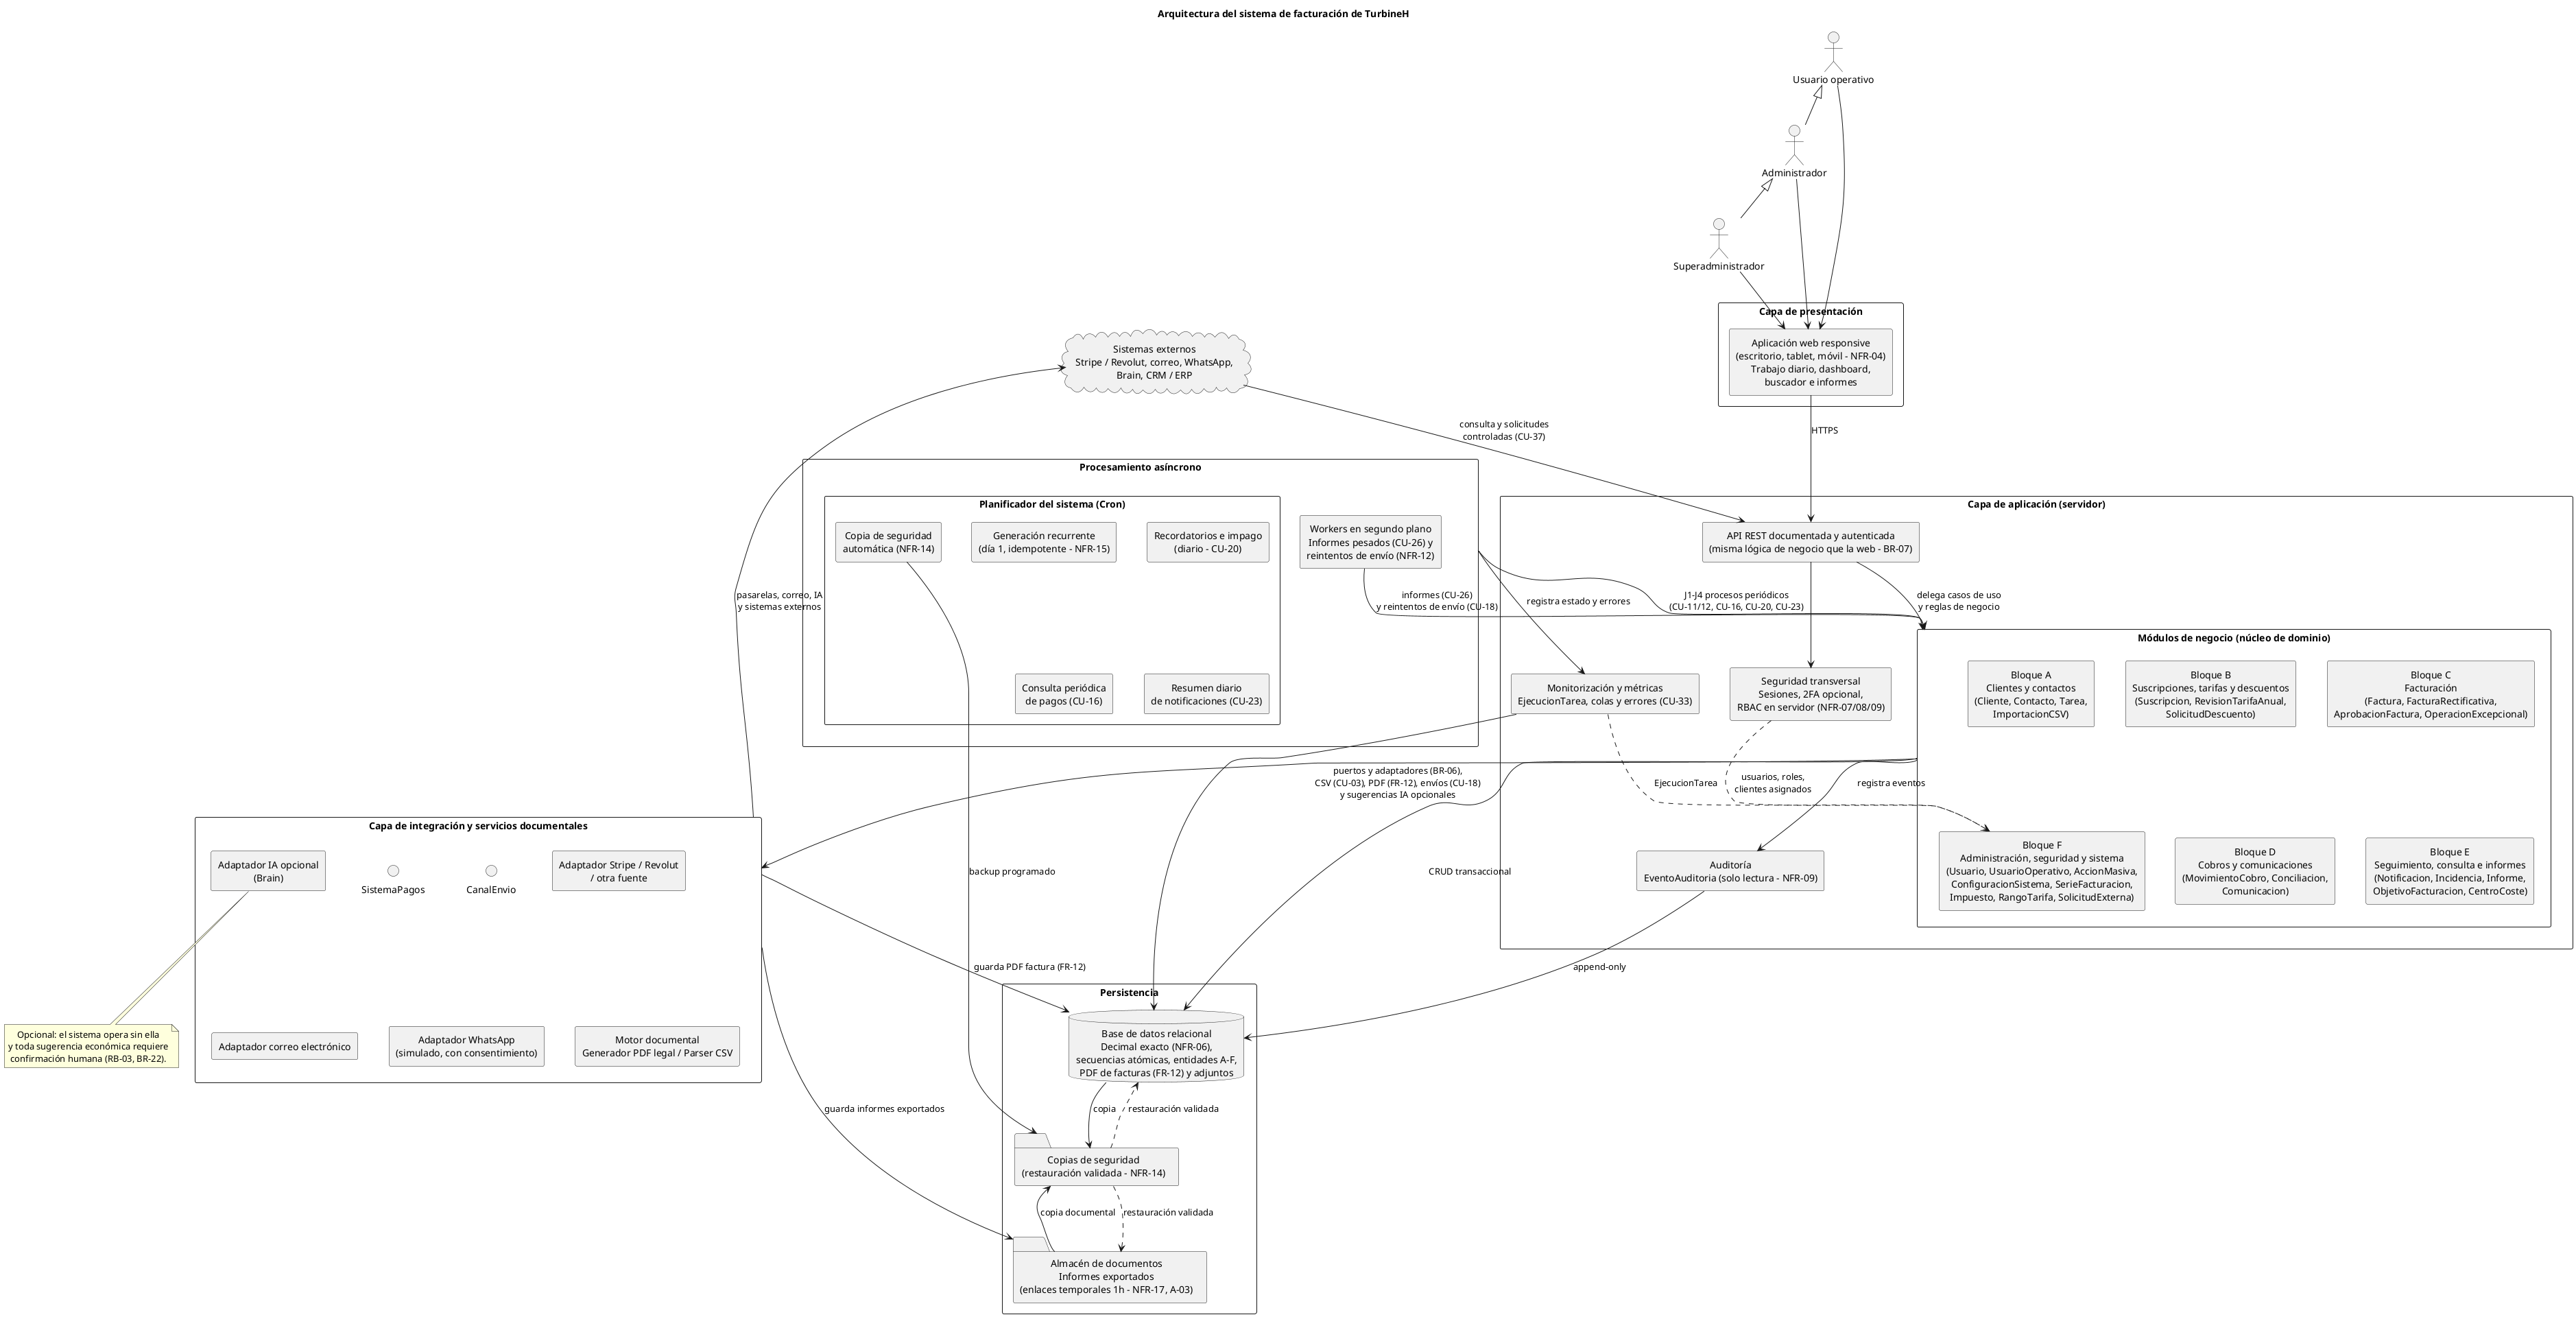 Arquitectura del sistema de facturación de TurbineH
Usuario operativo
Administrador
Superadministrador
Capa de presentación
Aplicación web responsive
(escritorio, tablet, móvil - NFR-04)
Trabajo diario, dashboard,
buscador e informes
Sistemas externos
Stripe / Revolut, correo, WhatsApp,
Brain, CRM / ERP
consulta y solicitudes
controladas (CU-37)
HTTPS
Procesamiento asíncrono
Planificador del sistema (Cron)
Copia de seguridad
automática (NFR-14)
Generación recurrente
(día 1, idempotente - NFR-15)
Recordatorios e impago
(diario - CU-20)
Workers en segundo plano
Informes pesados (CU-26) y
reintentos de envío (NFR-12)
Consulta periódica
de pagos (CU-16)
Resumen diario
de notificaciones (CU-23)
Capa de aplicación (servidor)
API REST documentada y autenticada
(misma lógica de negocio que la web - BR-07)
pasarelas, correo, IA
y sistemas externos
informes (CU-26)
y reintentos de envío (CU-18)
registra estado y errores
J1-J4 procesos periódicos
(CU-11/12, CU-16, CU-20, CU-23)
delega casos de uso
y reglas de negocio
Monitorización y métricas
EjecucionTarea, colas y errores (CU-33)
Seguridad transversal
Sesiones, 2FA opcional,
RBAC en servidor (NFR-07/08/09)
Módulos de negocio (núcleo de dominio)
Bloque A
Clientes y contactos
(Cliente, Contacto, Tarea,
ImportacionCSV)
Bloque B
Suscripciones, tarifas y descuentos
(Suscripcion, RevisionTarifaAnual,
SolicitudDescuento)
Bloque C
Facturación
(Factura, FacturaRectificativa,
AprobacionFactura, OperacionExcepcional)
puertos y adaptadores (BR-06),
CSV (CU-03), PDF (FR-12), envíos (CU-18)
y sugerencias IA opcionales
EjecucionTarea
usuarios, roles,
clientes asignados
registra eventos
Bloque F
Administración, seguridad y sistema
(Usuario, UsuarioOperativo, AccionMasiva,
ConfiguracionSistema, SerieFacturacion,
Impuesto, RangoTarifa, SolicitudExterna)
Bloque D
Cobros y comunicaciones
(MovimientoCobro, Conciliacion,
Comunicacion)
Bloque E
Seguimiento, consulta e informes
(Notificacion, Incidencia, Informe,
ObjetivoFacturacion, CentroCoste)
Auditoría
EventoAuditoria (solo lectura - NFR-09)
Capa de integración y servicios documentales
Adaptador IA opcional
(Brain)
SistemaPagos
CanalEnvio
Adaptador Stripe / Revolut
/ otra fuente
Adaptador correo electrónico
Adaptador WhatsApp
(simulado, con consentimiento)
Motor documental
Generador PDF legal / Parser CSV
Opcional: el sistema opera sin ella
y toda sugerencia económica requiere
confirmación humana (RB-03, BR-22).
backup programado
CRUD transaccional
guarda PDF factura (FR-12)
append-only
guarda informes exportados
Persistencia
Base de datos relacional
Decimal exacto (NFR-06),
secuencias atómicas, entidades A-F,
PDF de facturas (FR-12) y adjuntos
copia
restauración validada
Copias de seguridad
(restauración validada - NFR-14)
copia documental
restauración validada
Almacén de documentos
Informes exportados
(enlaces temporales 1h - NFR-17, A-03)